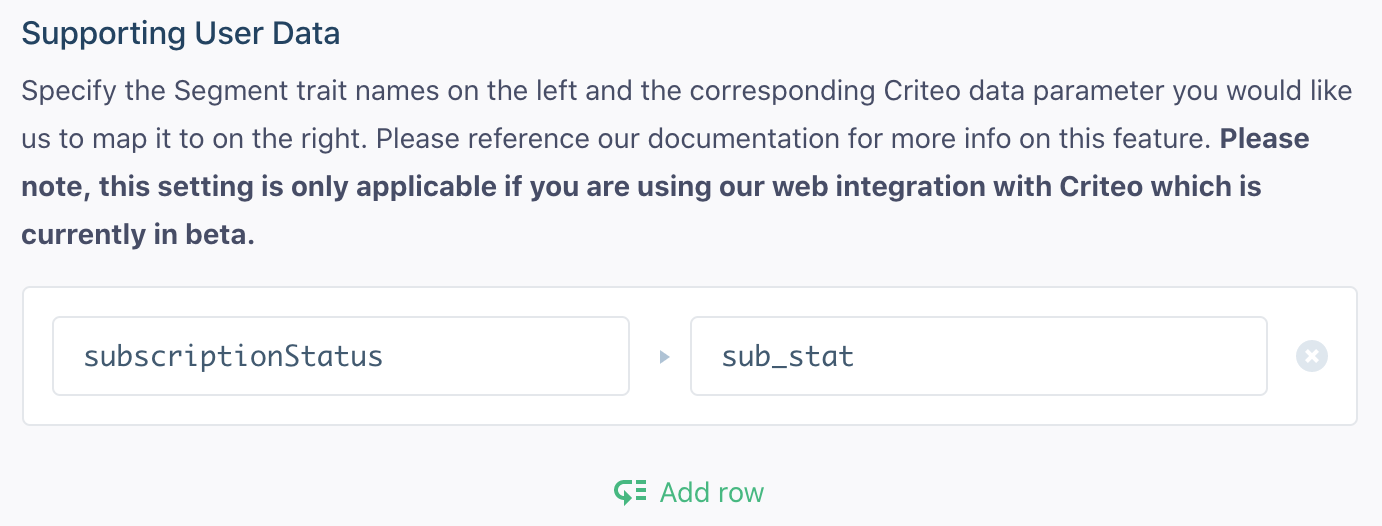 Supporting User Data
Specify the Segment trait names on the left and the corresponding Criteo data parameter you would like
us to map it to on the right. Please reference our documentation for more info on this feature. Please
note, this setting is only applicable if you are using our web integration with Criteo which is
currently in beta.
subscriptionStatus sub_stat
Add row